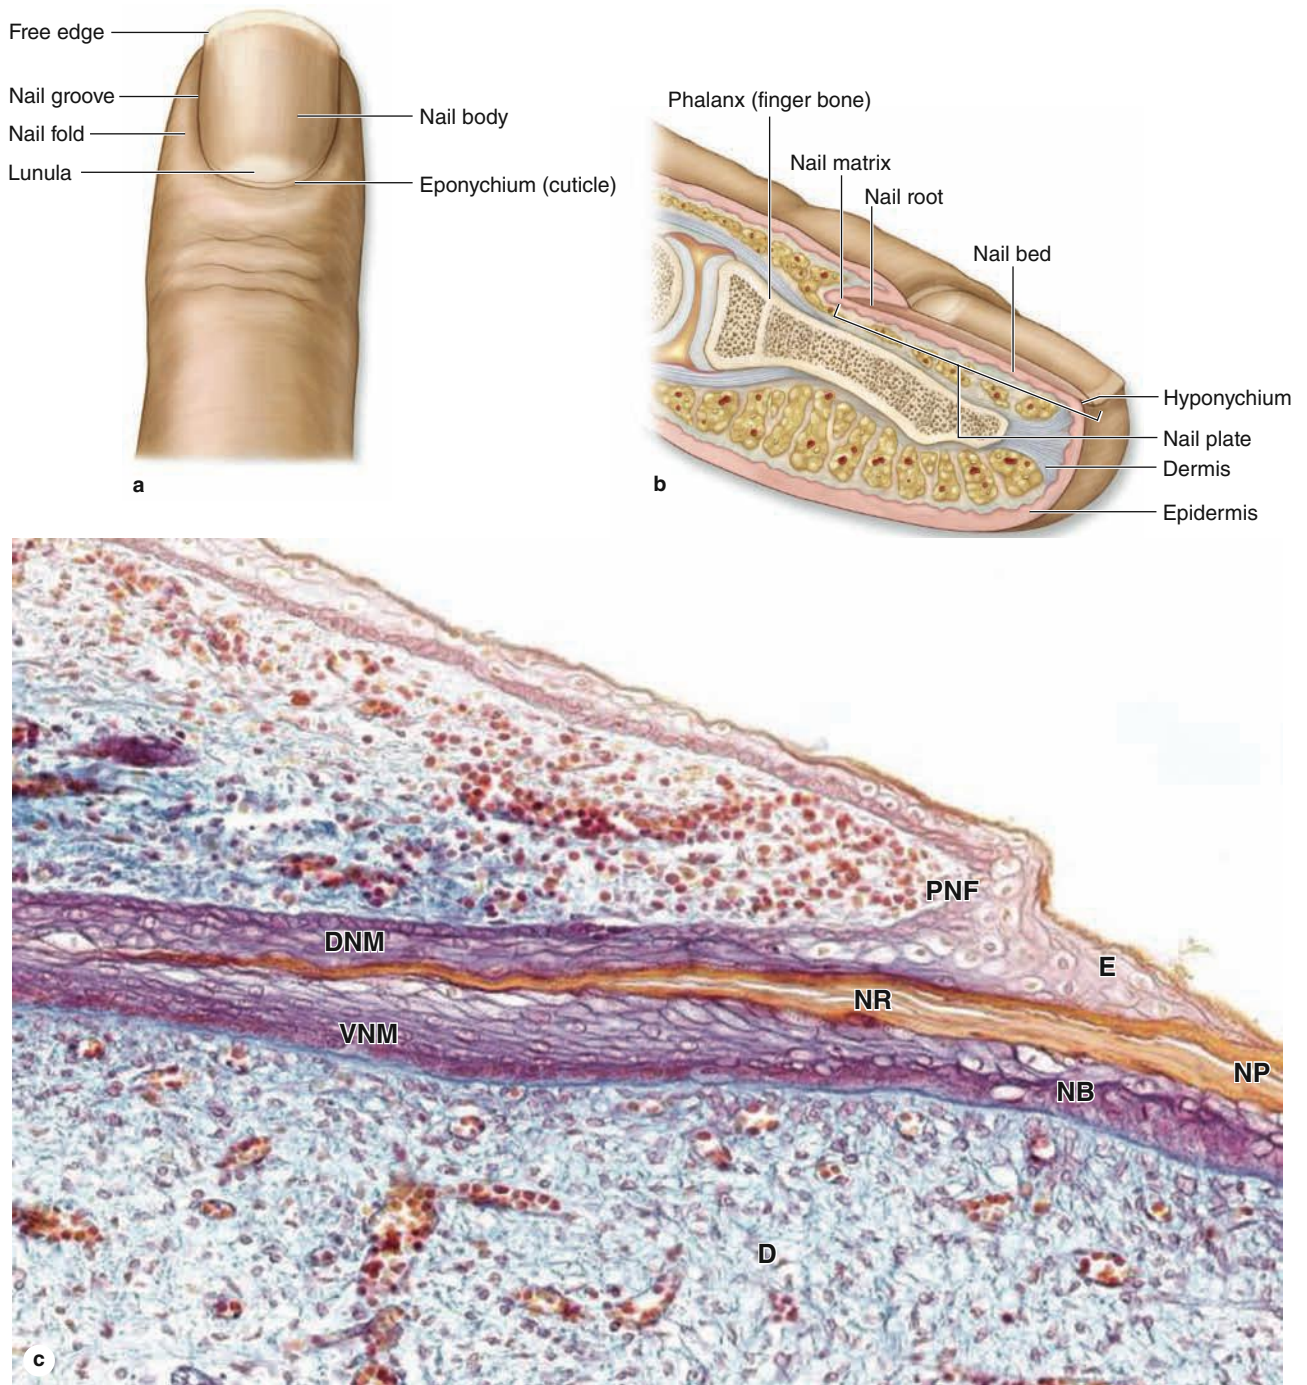 Free edge
Nail groove
Nail fold
Lunula
Nail body
Eponychium (cuticle)
a
Phalanx (finger bone)
Nail matrix
Nail root
Nail bed
Hyponychium
Nail plate
Dermis
Epidermis
b
PNF
DNM
E
NR
VNM
NP
NB
D
c